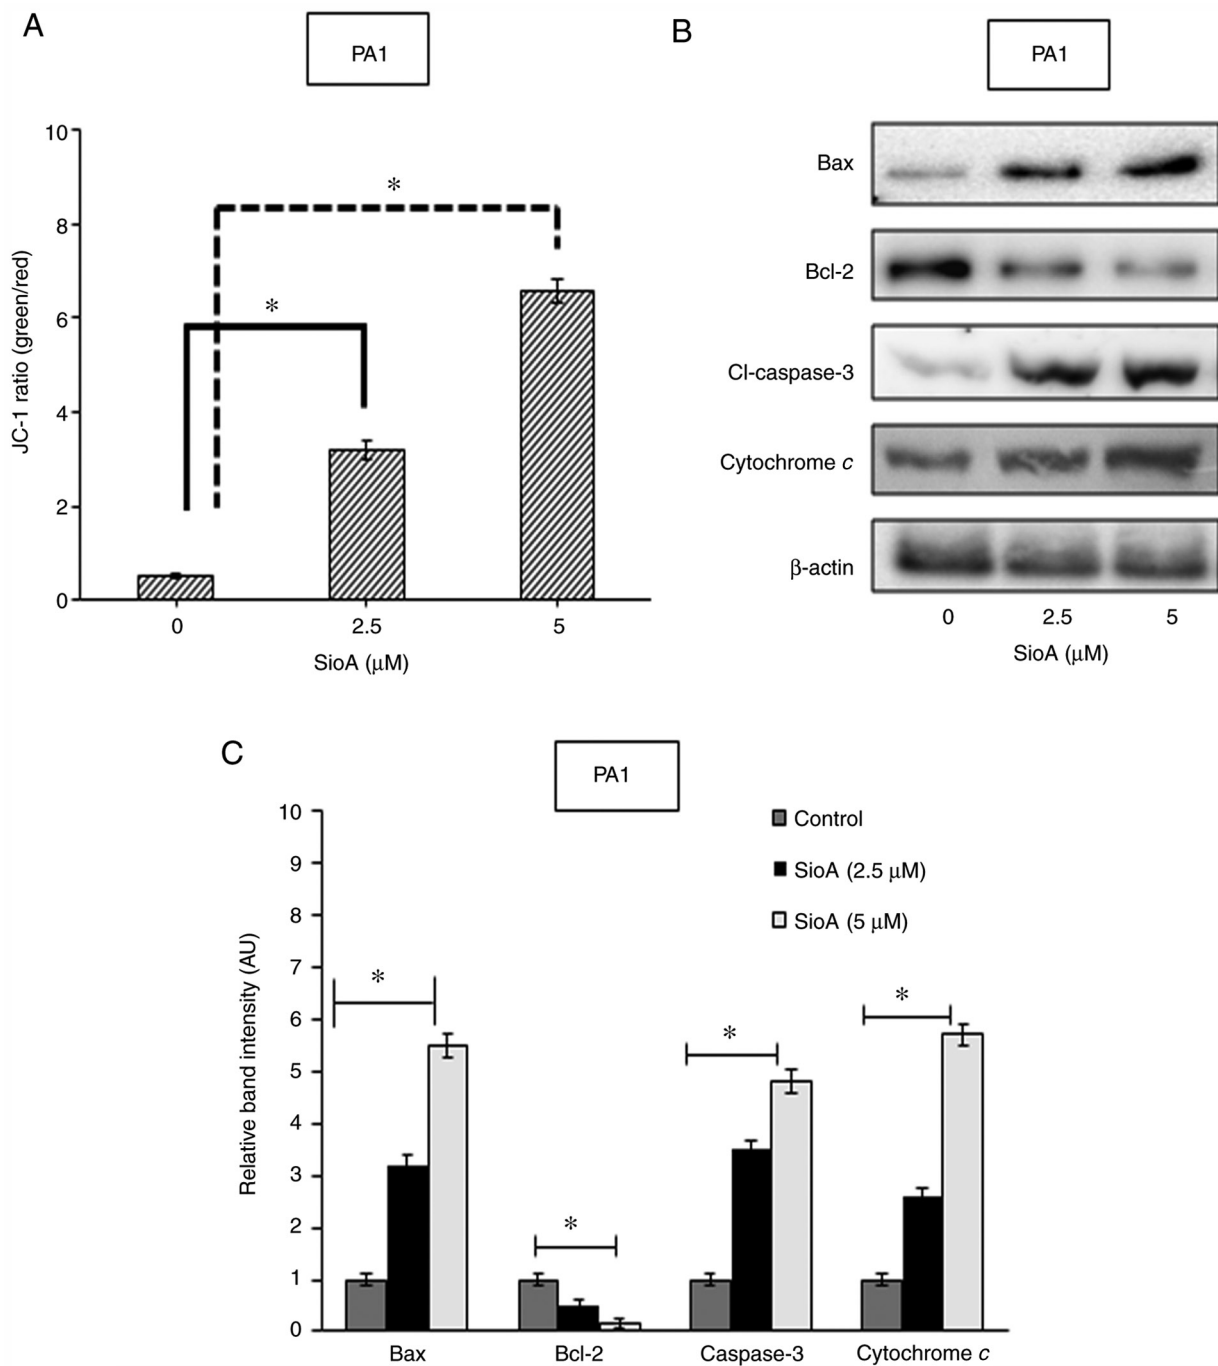 A
PA1
10
8
6
4
2
0
JC-1 ratio (green/red)
*
*
0 2.5 5
SioA (μM)
B
PA1
Bax
Bcl-2
Cl-caspase-3
Cytochrome c
β-actin
0 2.5 5
SioA (μM)
C
PA1
10
9
8
7
6
5
4
3
2
1
0
Relative band intensity (AU)
Control
SioA (2.5 μM)
SioA (5 μM)
*
*
*
*
Bax Bcl-2 Caspase-3 Cytochrome c